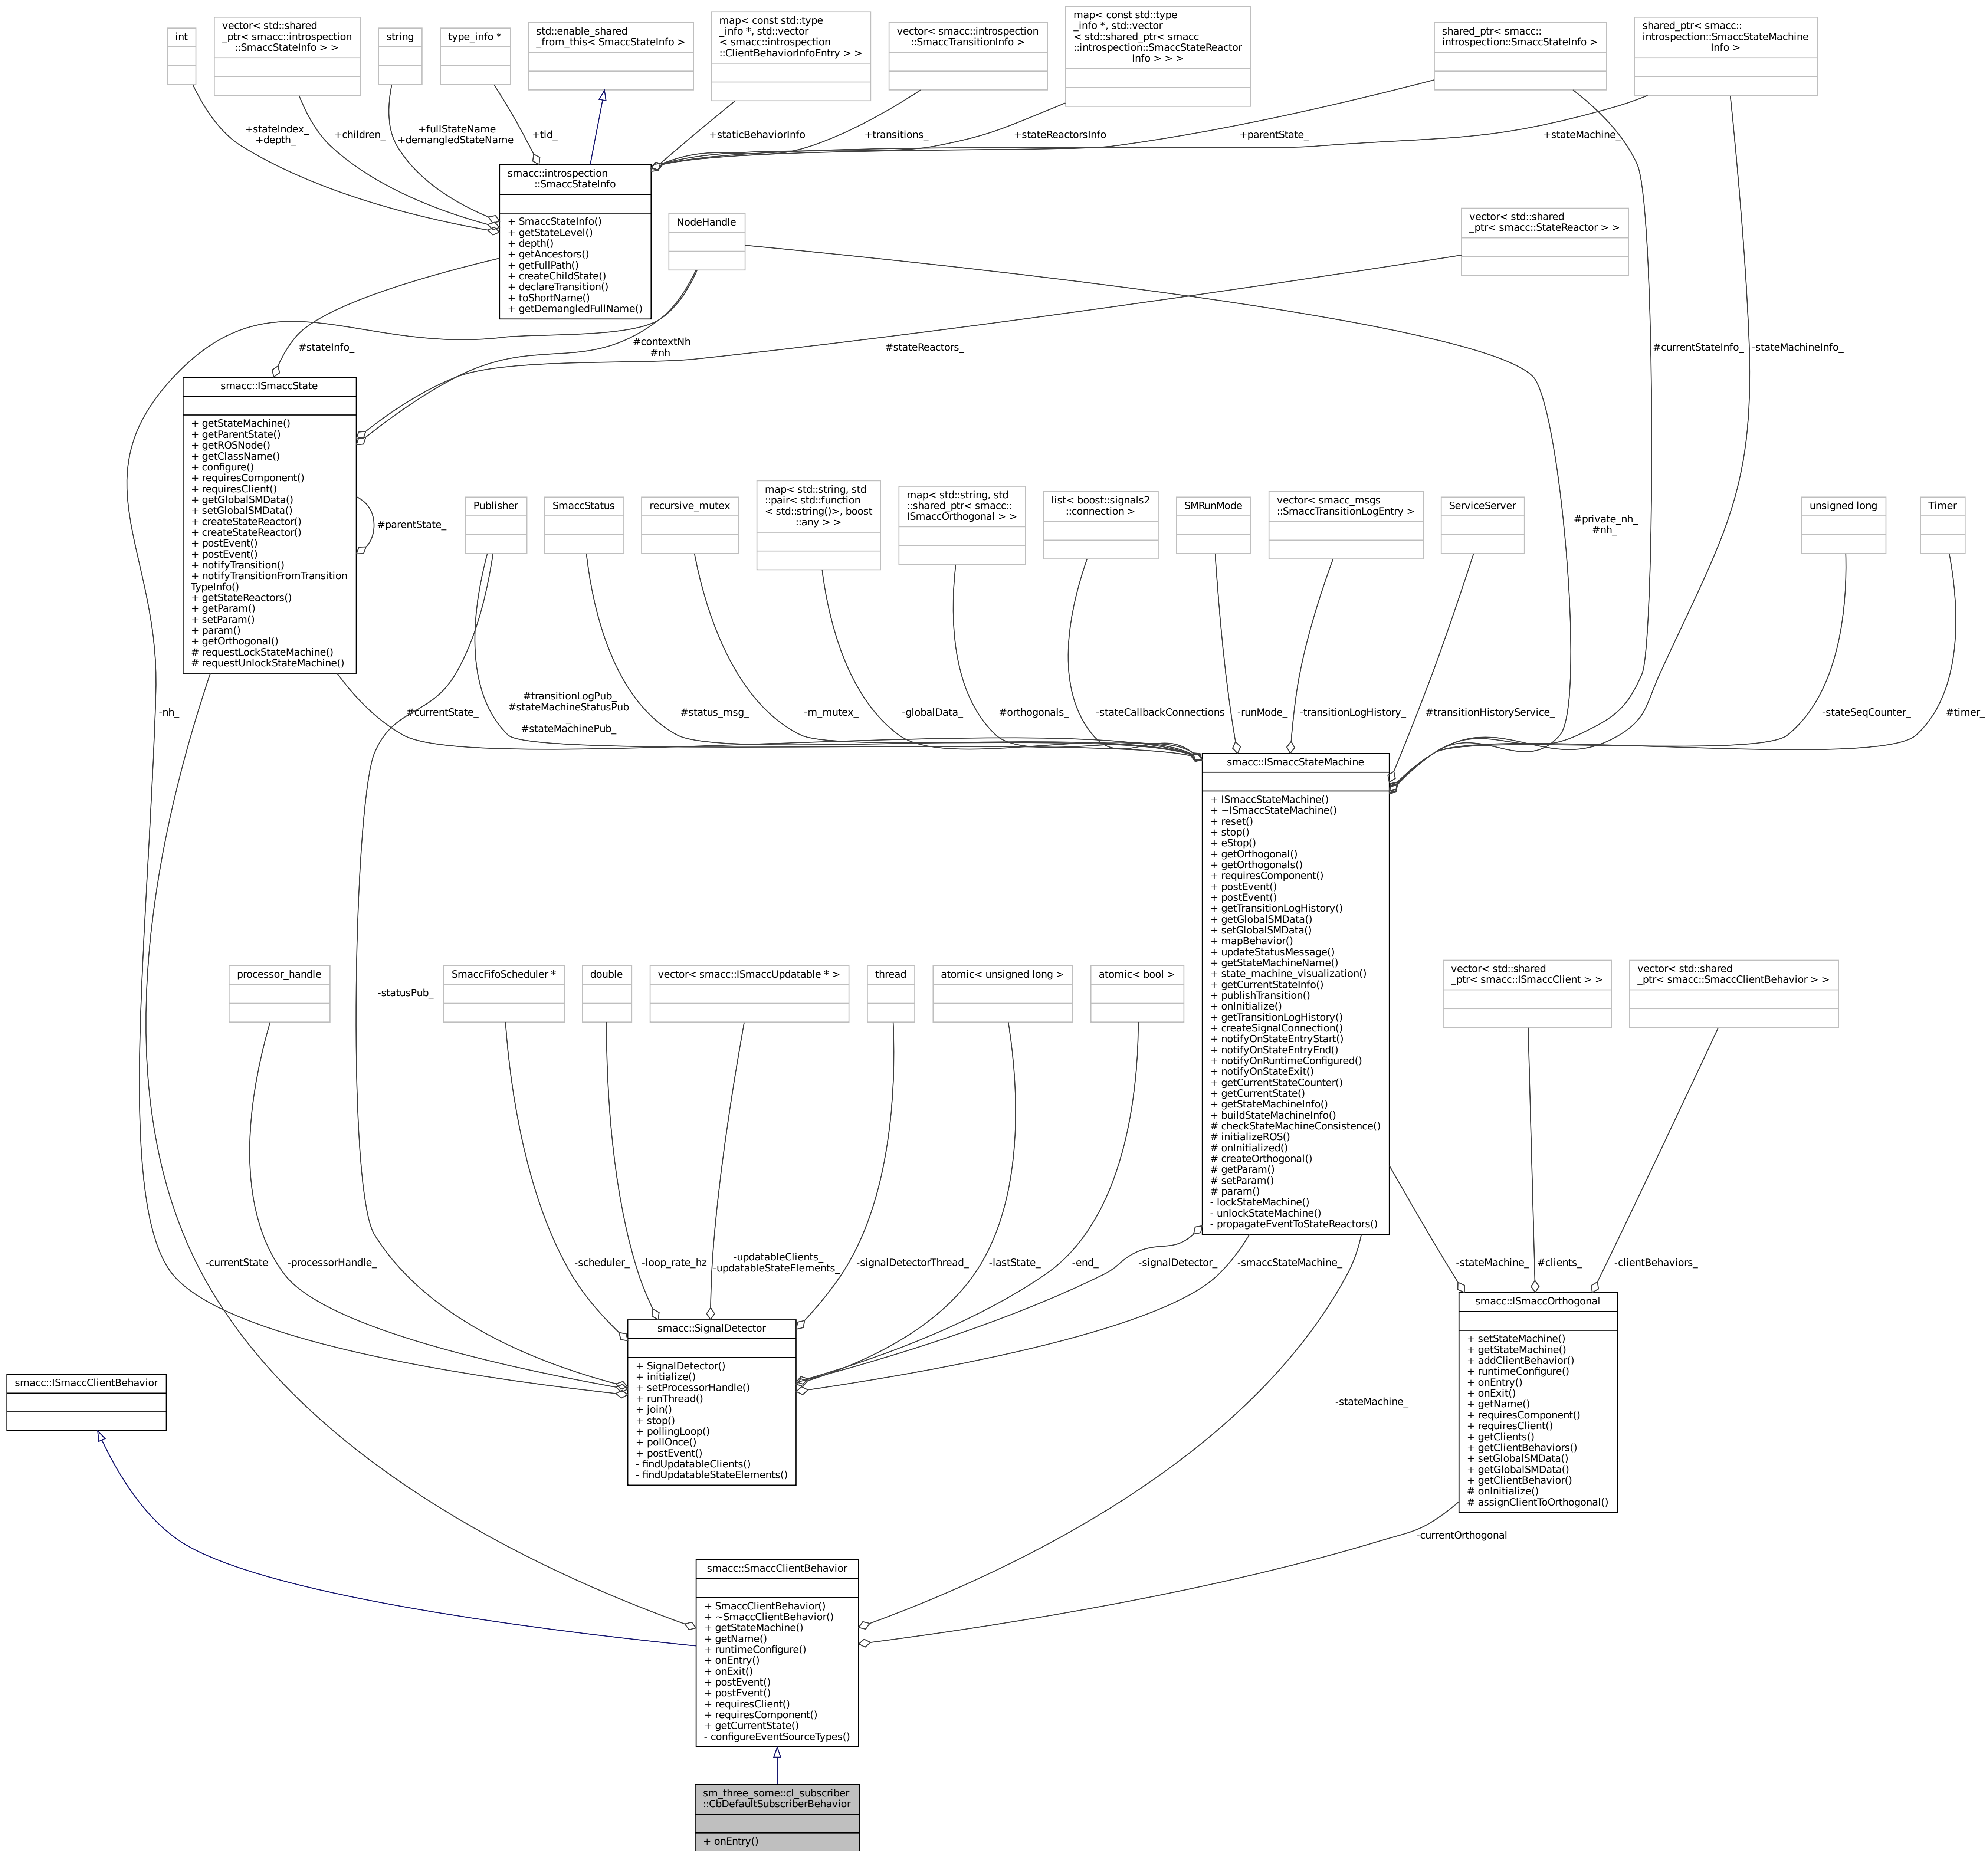 int
vector< std::shared
_ptr< smacc::introspection
::SmaccStateInfo > >
string
type_info *
std::enable_shared
_from_this< SmaccStateInfo >
map< const std::type
_info *, std::vector
< smacc::introspection
::ClientBehaviorInfoEntry > >
vector< smacc::introspection
::SmaccTransitionInfo >
map< const std::type
_info *, std::vector
< std::shared_ptr< smacc
::introspection::SmaccStateReactor
Info > > >
shared_ptr< smacc::
introspection::SmaccStateInfo >
shared_ptr< smacc::
introspection::SmaccStateMachine
Info >
+stateIndex_
+depth_
+children_
+fullStateName
+demangledStateName
+tid_
+staticBehaviorInfo
+transitions_
+stateReactorsInfo
+parentState_
+stateMachine_
smacc::introspection
::SmaccStateInfo
+ SmaccStateInfo()
+ getStateLevel()
+ depth()
+ getAncestors()
+ getFullPath()
+ createChildState()
+ declareTransition()
+ toShortName()
+ getDemangledFullName()
NodeHandle
vector< std::shared
_ptr< smacc::StateReactor > >
#stateInfo_
#contextNh
#nh
#stateReactors_
#currentStateInfo_
-stateMachineInfo_
smacc::ISmaccState
+ getStateMachine()
+ getParentState()
+ getROSNode()
+ getClassName()
+ configure()
+ requiresComponent()
+ requiresClient()
+ getGlobalSMData()
+ setGlobalSMData()
+ createStateReactor()
+ createStateReactor()
+ postEvent()
+ postEvent()
+ notifyTransition()
+ notifyTransitionFromTransition
TypeInfo()
+ getStateReactors()
+ getParam()
+ setParam()
+ param()
+ getOrthogonal()
# requestLockStateMachine()
# requestUnlockStateMachine()
#parentState_
Publisher
SmaccStatus
recursive_mutex
map< std::string, std
::pair< std::function
< std::string()>, boost
::any > >
map< std::string, std
::shared_ptr< smacc::
ISmaccOrthogonal > >
list< boost::signals2
::connection >
SMRunMode
vector< smacc_msgs
::SmaccTransitionLogEntry >
ServiceServer
#private_nh_
#nh_
unsigned long
Timer
-nh_
#currentState_
#transitionLogPub_
#stateMachineStatusPub
_
#stateMachinePub_
#status_msg_
-m_mutex_
-globalData_
#orthogonals_
-stateCallbackConnections
-runMode_
-transitionLogHistory_
#transitionHistoryService_
-stateSeqCounter_
#timer_
smacc::ISmaccStateMachine
+ ISmaccStateMachine()
+ ~ISmaccStateMachine()
+ reset()
+ stop()
+ eStop()
+ getOrthogonal()
+ getOrthogonals()
+ requiresComponent()
+ postEvent()
+ postEvent()
+ getTransitionLogHistory()
+ getGlobalSMData()
+ setGlobalSMData()
+ mapBehavior()
+ updateStatusMessage()
+ getStateMachineName()
+ state_machine_visualization()
+ getCurrentStateInfo()
+ publishTransition()
+ onInitialize()
+ getTransitionLogHistory()
+ createSignalConnection()
+ notifyOnStateEntryStart()
+ notifyOnStateEntryEnd()
+ notifyOnRuntimeConfigured()
+ notifyOnStateExit()
+ getCurrentStateCounter()
+ getCurrentState()
+ getStateMachineInfo()
+ buildStateMachineInfo()
# checkStateMachineConsistence()
# initializeROS()
# onInitialized()
# createOrthogonal()
# getParam()
# setParam()
# param()
- lockStateMachine()
- unlockStateMachine()
- propagateEventToStateReactors()
processor_handle
-statusPub_
SmaccFifoScheduler *
double
vector< smacc::ISmaccUpdatable * >
thread
atomic< unsigned long >
atomic< bool >
vector< std::shared
_ptr< smacc::ISmaccClient > >
vector< std::shared
_ptr< smacc::SmaccClientBehavior > >
-currentState
-processorHandle_
-scheduler_
-loop_rate_hz
-updatableClients_
-updatableStateElements_
-signalDetectorThread_
-lastState_
-end_
-signalDetector_
-smaccStateMachine_
-stateMachine_
#clients_
-clientBehaviors_
smacc::SignalDetector
+ SignalDetector()
+ initialize()
+ setProcessorHandle()
+ runThread()
+ join()
+ stop()
+ pollingLoop()
+ pollOnce()
+ postEvent()
- findUpdatableClients()
- findUpdatableStateElements()
smacc::ISmaccOrthogonal
+ setStateMachine()
+ getStateMachine()
+ addClientBehavior()
+ runtimeConfigure()
+ onEntry()
+ onExit()
+ getName()
+ requiresComponent()
+ requiresClient()
+ getClients()
+ getClientBehaviors()
+ setGlobalSMData()
+ getGlobalSMData()
+ getClientBehavior()
# onInitialize()
# assignClientToOrthogonal()
smacc::ISmaccClientBehavior
-stateMachine_
-currentOrthogonal
smacc::SmaccClientBehavior
+ SmaccClientBehavior()
+ ~SmaccClientBehavior()
+ getStateMachine()
+ getName()
+ runtimeConfigure()
+ onEntry()
+ onExit()
+ postEvent()
+ postEvent()
+ requiresClient()
+ requiresComponent()
+ getCurrentState()
- configureEventSourceTypes()
sm_three_some::cl_subscriber
::CbDefaultSubscriberBehavior
+ onEntry()